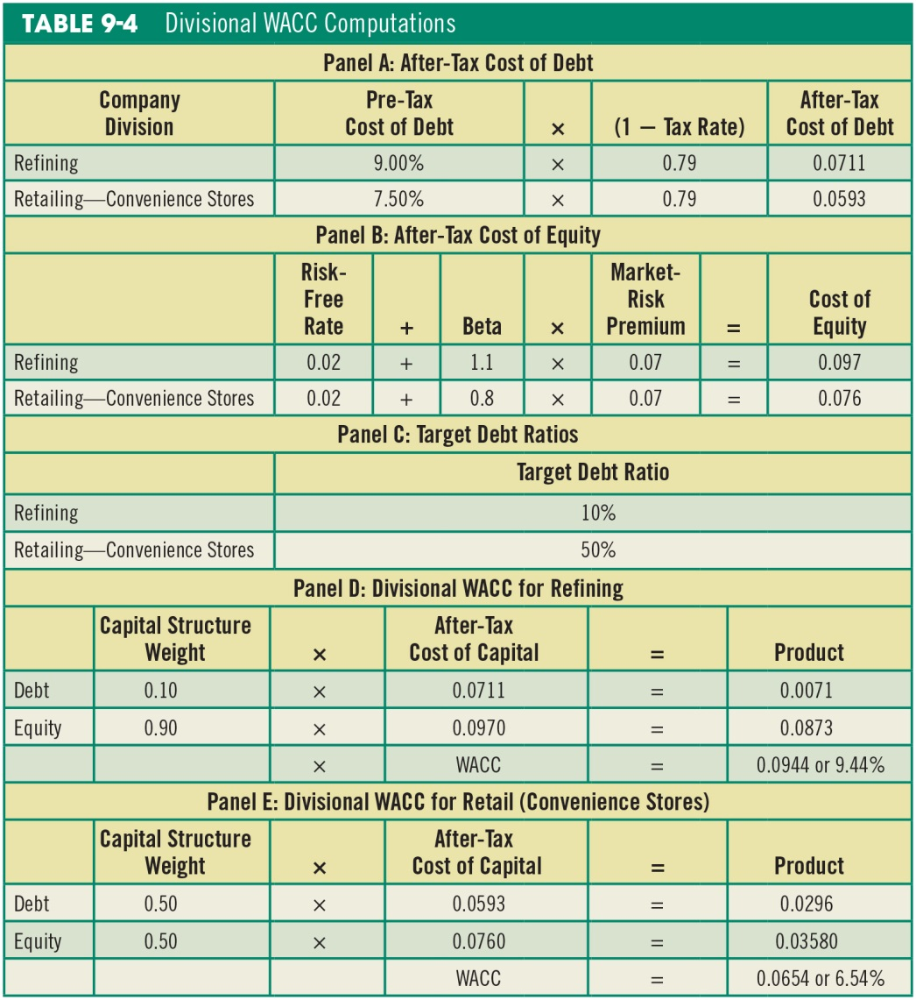 TABLE 9-4 Divisional WACC Computations
Panel A: After-Tax Cost of Debt
Company Division | Pre-Tax Cost of Debt | × | (1 − Tax Rate) | After-Tax Cost of Debt
Refining | 9.00% | × | 0.79 | 0.0711
Retailing—Convenience Stores | 7.50% | × | 0.79 | 0.0593
Panel B: After-Tax Cost of Equity
Risk-Free Rate | + | Beta | × | Market-Risk Premium | = | Cost of Equity
Refining | 0.02 | + | 1.1 | × | 0.07 | = | 0.097
Retailing—Convenience Stores | 0.02 | + | 0.8 | × | 0.07 | = | 0.076
Panel C: Target Debt Ratios
Target Debt Ratio
Refining | 10%
Retailing—Convenience Stores | 50%
Panel D: Divisional WACC for Refining
Capital Structure Weight | × | After-Tax Cost of Capital | = | Product
Debt | 0.10 | × | 0.0711 | = | 0.0071
Equity | 0.90 | × | 0.0970 | = | 0.0873
× | WACC | = | 0.0944 or 9.44%
Panel E: Divisional WACC for Retail (Convenience Stores)
Capital Structure Weight | × | After-Tax Cost of Capital | = | Product
Debt | 0.50 | × | 0.0593 | = | 0.0296
Equity | 0.50 | × | 0.0760 | = | 0.03580
WACC | = | 0.0654 or 6.54%